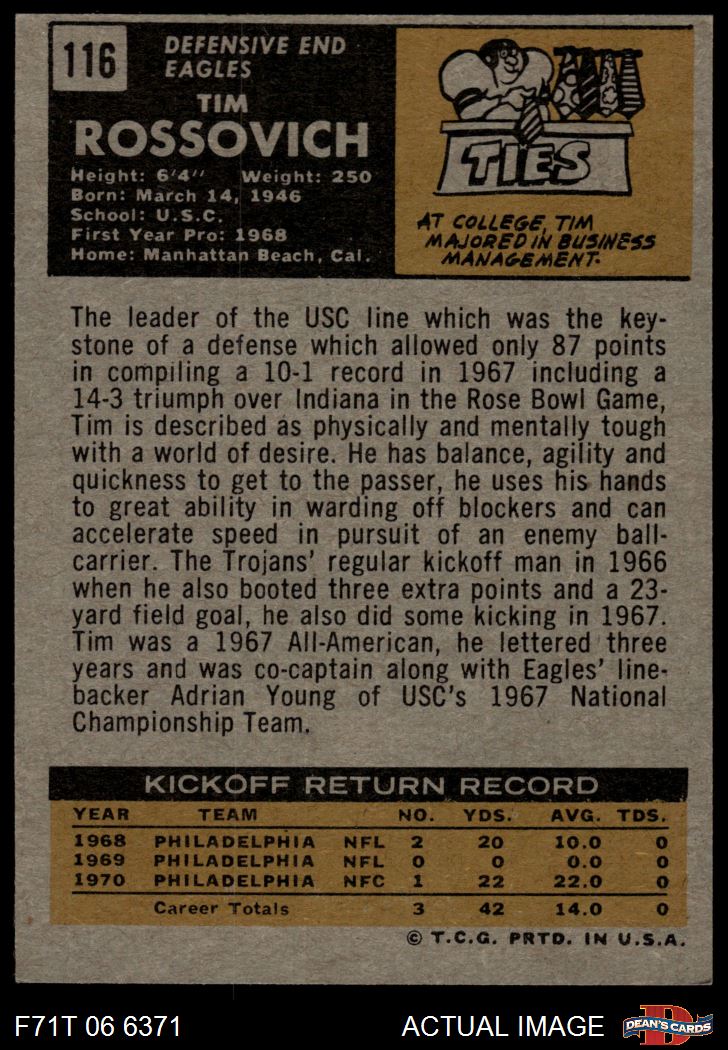 116
DEFENSIVE END
EAGLES
TIM
ROSSOVICH
Height: 6'4" Weight: 250
Born: March 14, 1946
School: U.S.C.
First Year Pro: 1968
Home: Manhattan Beach, Cal.
TIES
AT COLLEGE, TIM
MAJORED IN BUSINESS
MANAGEMENT.
The leader of the USC line which was the key-
stone of a defense which allowed only 87 points
in compiling a 10-1 record in 1967 including a
14-3 triumph over Indiana in the Rose Bowl Game,
Tim is described as physically and mentally tough
with a world of desire. He has balance, agility and
quickness to get to the passer, he uses his hands
to great ability in warding off blockers and can
accelerate speed in pursuit of an enemy ball-
carrier. The Trojans' regular kickoff man in 1966
when he also booted three extra points and a 23-
yard field goal, he also did some kicking in 1967.
Tim was a 1967 All-American, he lettered three
years and was co-captain along with Eagles' line-
backer Adrian Young of USC's 1967 National
Championship Team.
KICKOFF RETURN RECORD
YEAR TEAM NO. YDS. AVG. TDS.
1968 PHILADELPHIA NFL 2 20 10.0 0
1969 PHILADELPHIA NFL 0 0 0.0 0
1970 PHILADELPHIA NFC 1 22 22.0 0
Career Totals 3 42 14.0 0
© T.C.G. PRTD. IN U.S.A.
F71T 06 6371 ACTUAL IMAGE
D
DEAN'S CARDS